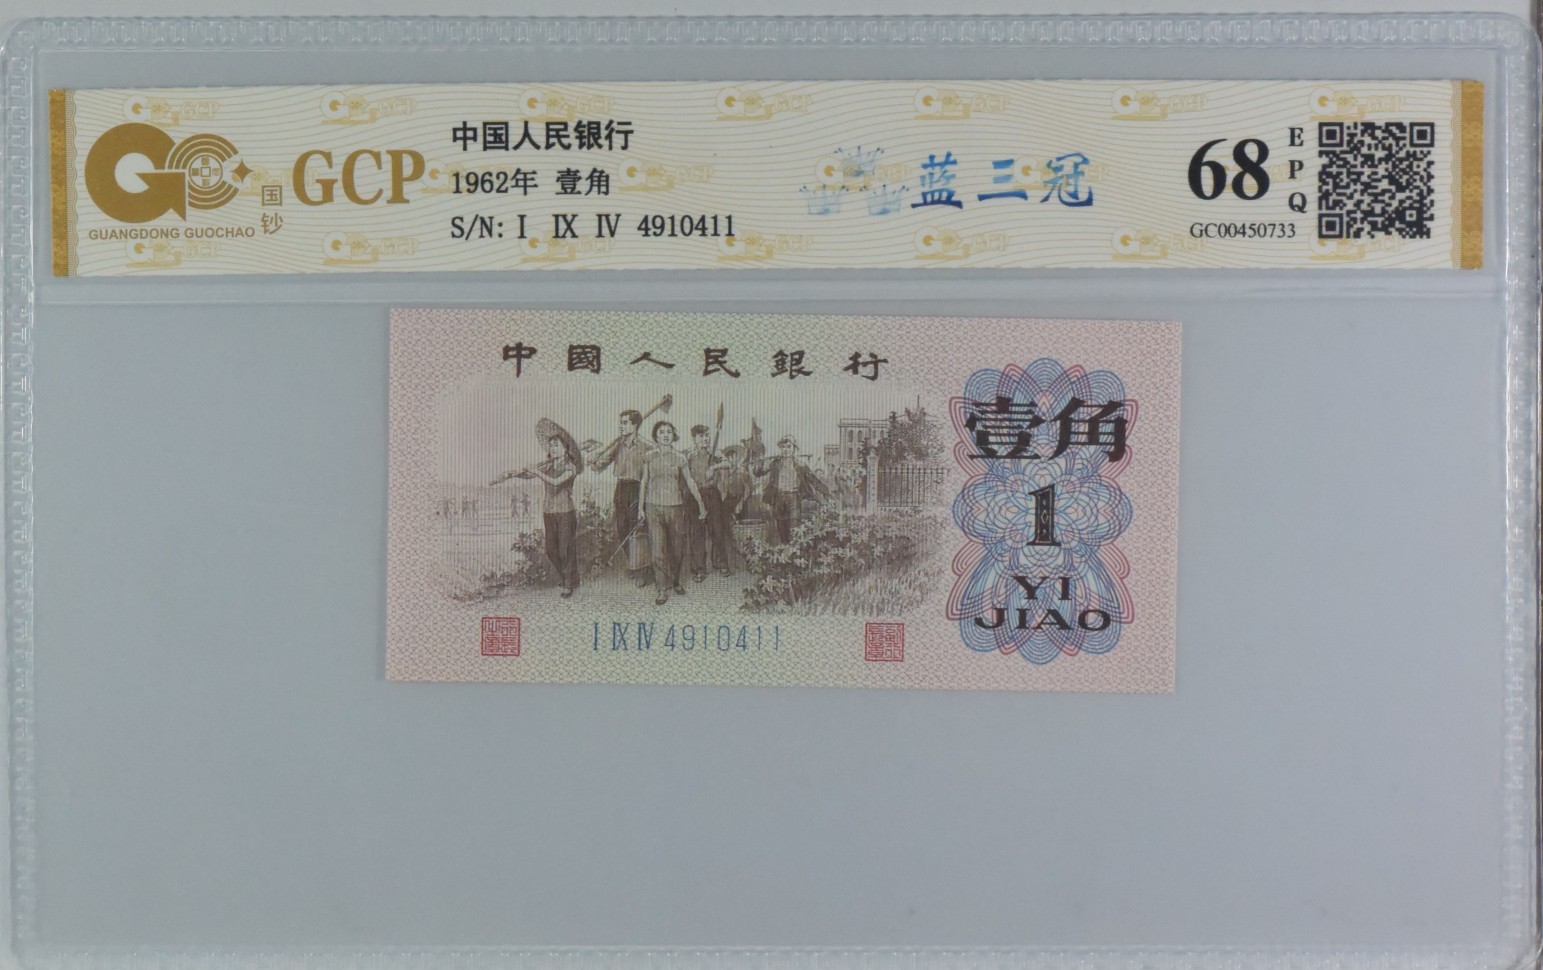 GUANGDONG GUOCHAO
国钞
GCP
中国人民银行
1962年 壹角
S/N: I IX IV 4910411
蓝三冠
68
EPQ
GC00450733
中國人民銀行
壹角
1
YI
JIAO
I IX IV 4910411